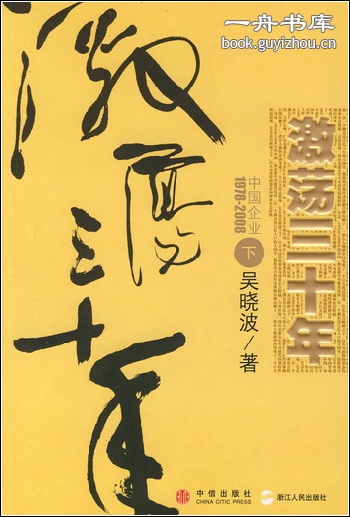 一舟书库
book.guyizhou.cn
激荡三十年
激荡三十年
中国企业
1978-2008
下
吴晓波/著
中信出版社
CHINA CITIC PRESS
浙江人民出版社